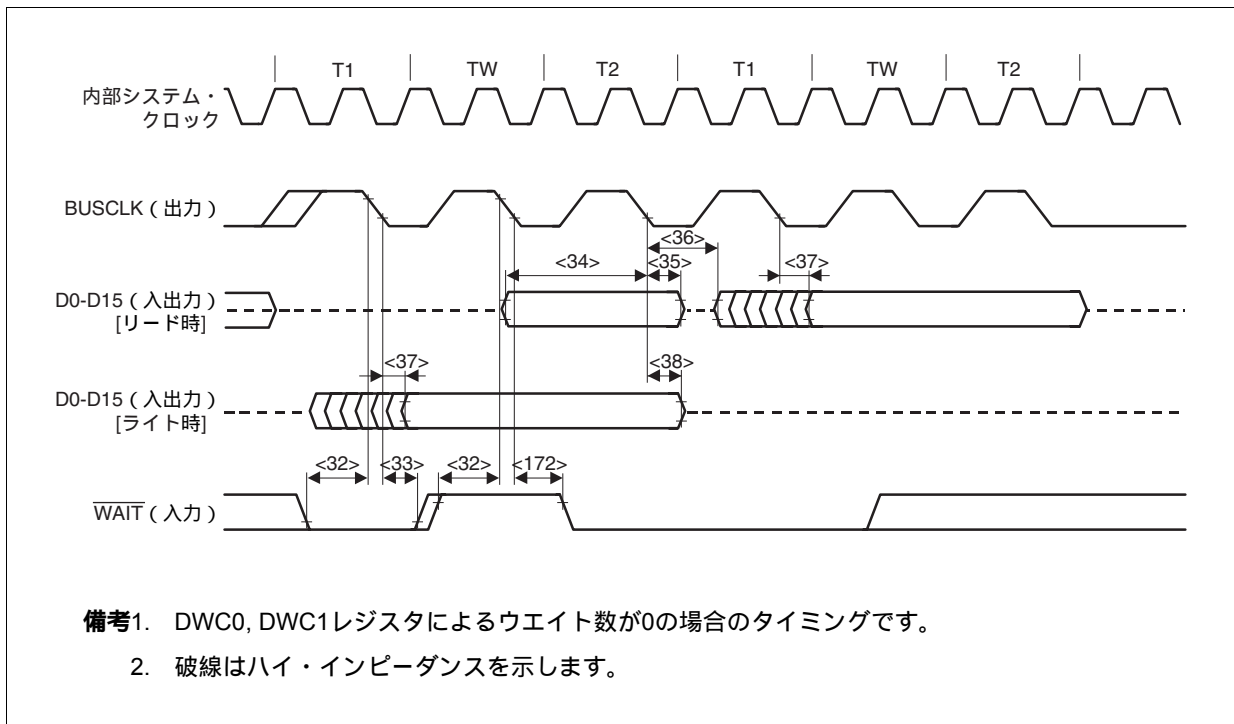 T1 TW T2 T1 TW T2
内部システム・
クロック
BUSCLK（出力）
<36>
<34> <35> <37>
D0-D15（入出力）
[リード時]
<37> <38>
D0-D15（入出力）
[ライト時]
<32> <33> <32> <172>
WAIT（入力）
備考1. DWC0, DWC1レジスタによるウエイト数が0の場合のタイミングです。
2. 破線はハイ・インピーダンスを示します。